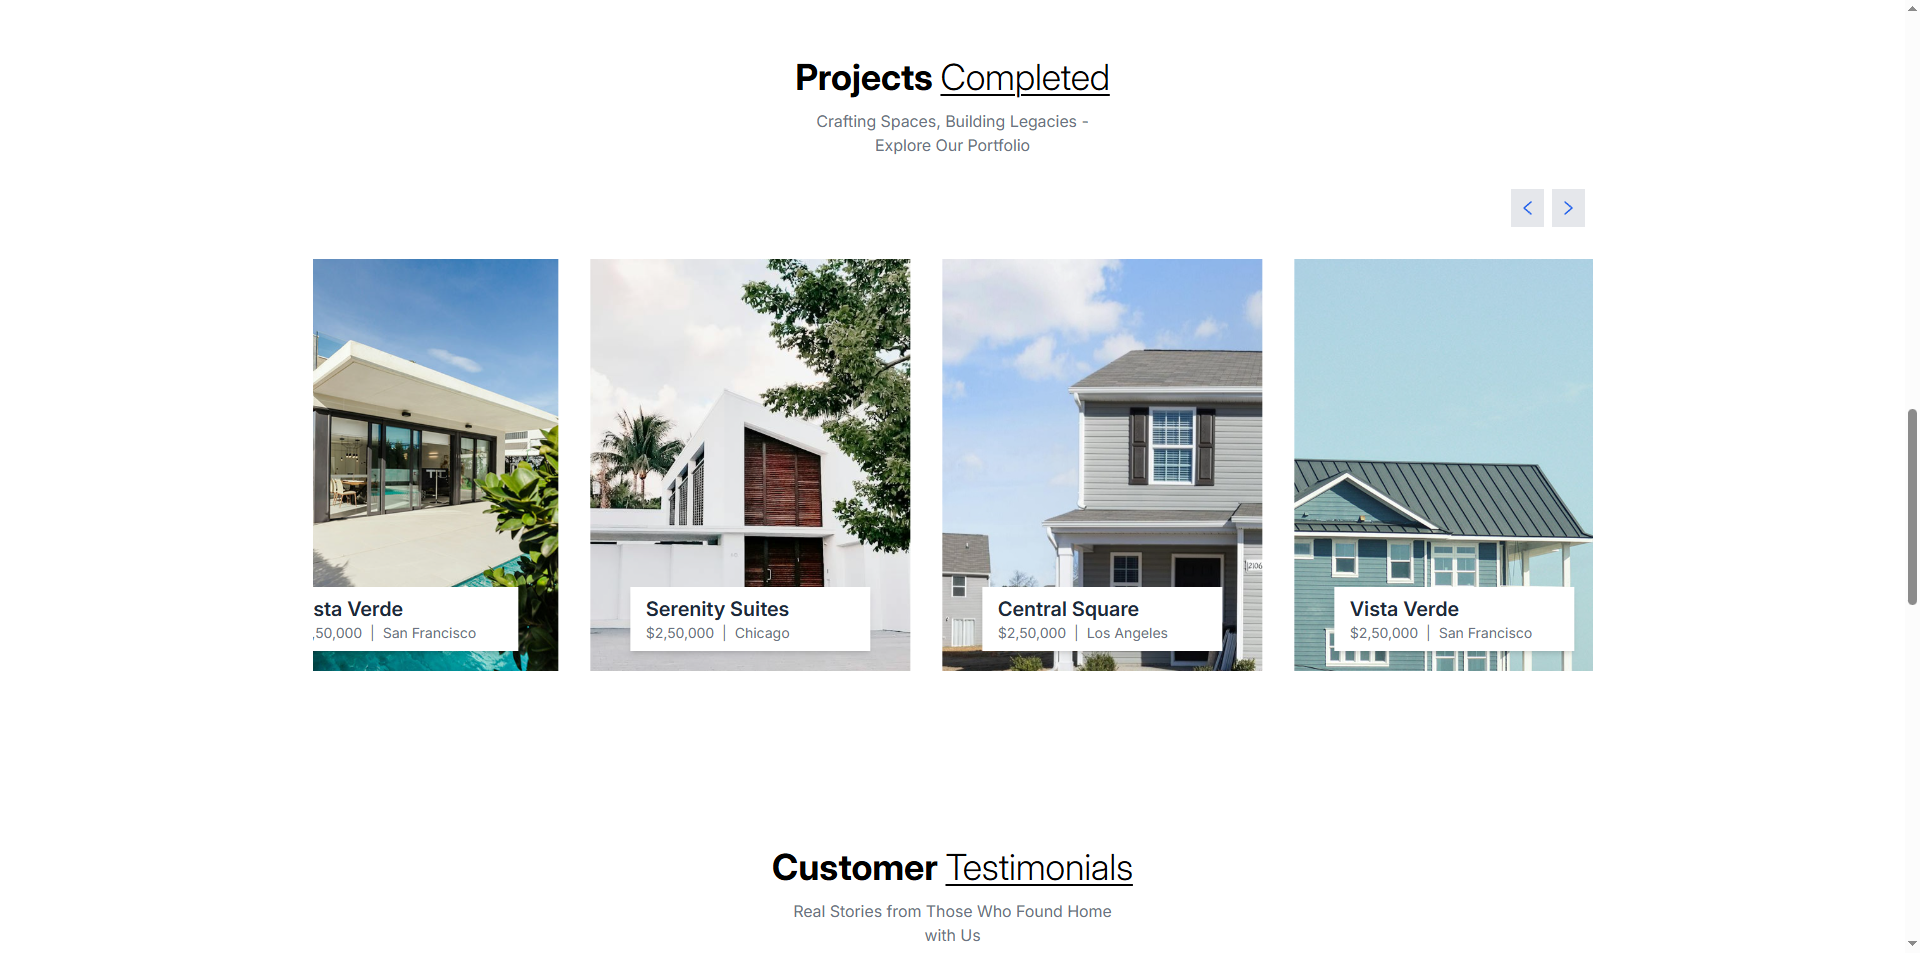 Projects Completed
Crafting Spaces, Building Legacies -
Explore Our Portfolio
sta Verde
,50,000 | San Francisco
Serenity Suites
$2,50,000 | Chicago
Central Square
$2,50,000 | Los Angeles
Vista Verde
$2,50,000 | San Francisco
2106
Customer Testimonials
Real Stories from Those Who Found Home
with Us